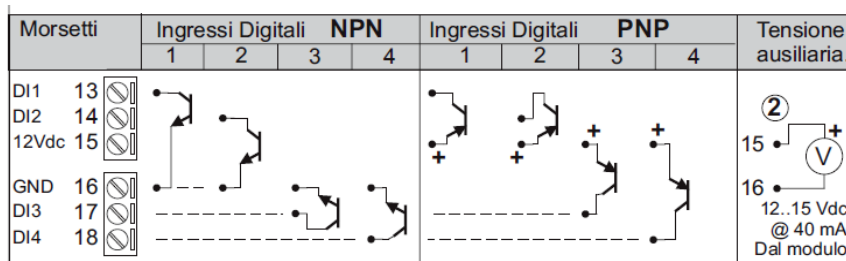 Morsetti Ingressi Digitali NPN Ingressi Digitali PNP Tensione ausiliaria.
1 2 3 4 1 2 3 4
DI1 13
DI2 14
12Vdc 15
GND 16
DI3 17
DI4 18
+ + + +
2
15 +
V
16
12..15 Vdc
@ 40 mA
Dal modulo